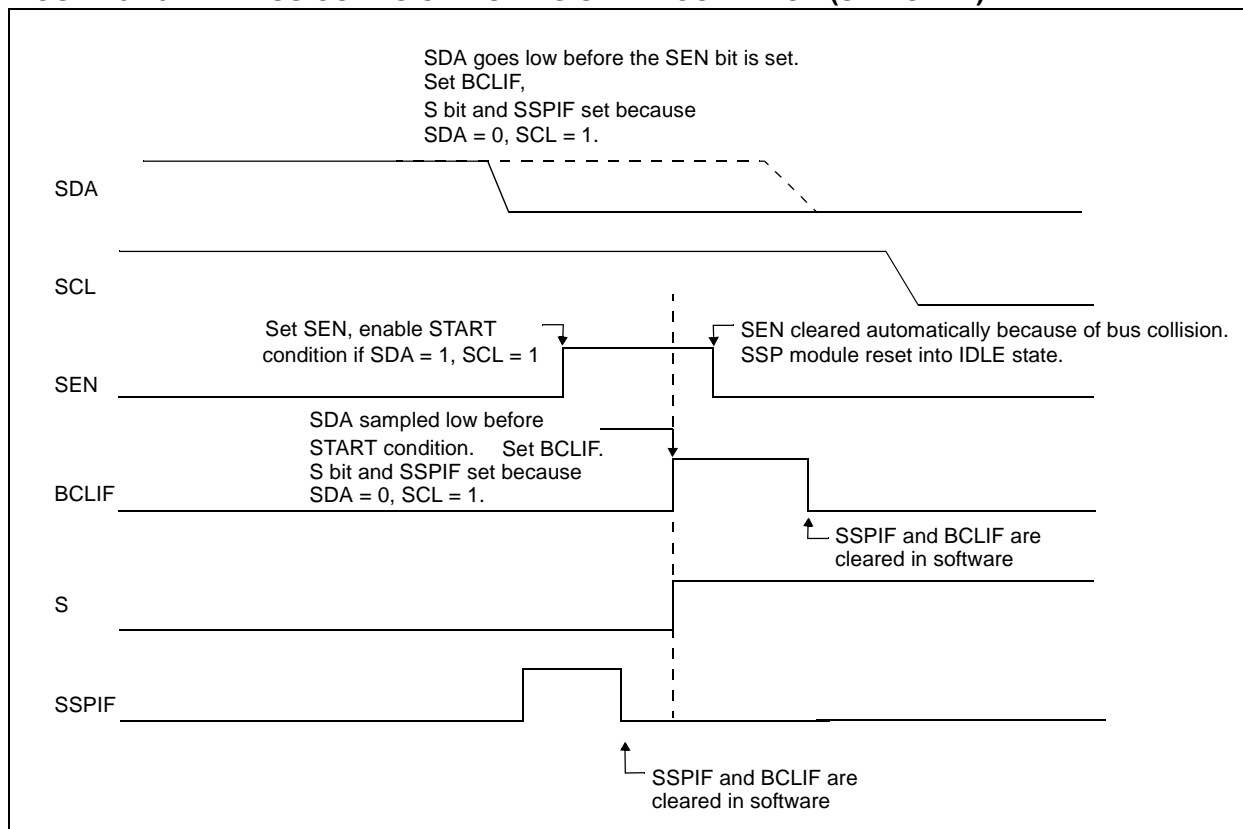 SDA goes low before the SEN bit is set.
Set BCLIF,
S bit and SSPIF set because
SDA = 0, SCL = 1.
SDA
SCL
Set SEN, enable START
condition if SDA = 1, SCL = 1
SEN cleared automatically because of bus collision.
SSP module reset into IDLE state.
SEN
SDA sampled low before
START condition. Set BCLIF.
S bit and SSPIF set because
SDA = 0, SCL = 1.
BCLIF
SSPIF and BCLIF are
cleared in software
S
SSPIF
SSPIF and BCLIF are
cleared in software